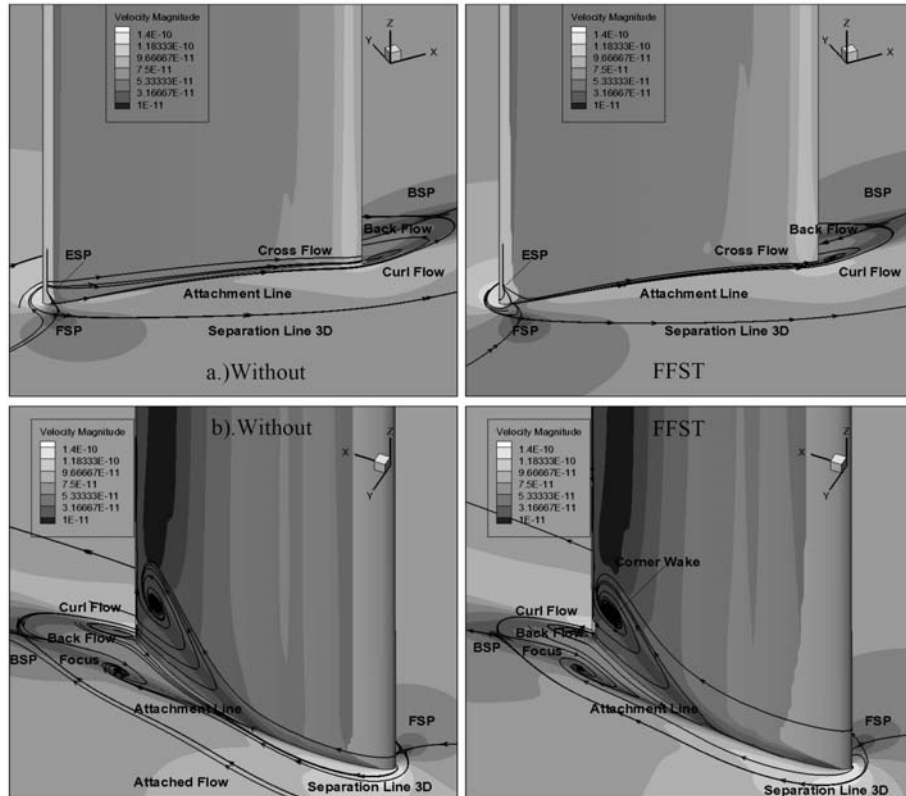 Velocity Magnitude
1.4E-10
1.18333E-10
9.66667E-11
7.5E-11
5.33333E-11
3.16667E-11
1E-11
Z
Y
X
BSP
Back Flow
Cross Flow
ESP
Curl Flow
Attachment Line
FSP
Separation Line 3D
a.)Without
Velocity Magnitude
1.4E-10
1.18333E-10
9.66667E-11
7.5E-11
5.33333E-11
3.16667E-11
1E-11
Z
Y
X
BSP
Back Flow
Cross Flow
ESP
Curl Flow
Attachment Line
FSP
Separation Line 3D
FFST
b).Without
Velocity Magnitude
1.4E-10
1.18333E-10
9.66667E-11
7.5E-11
5.33333E-11
3.16667E-11
1E-11
Z
X
Y
Curl Flow
Back Flow
BSP
Focus
Attachment Line
FSP
Attached Flow
Separation Line 3D
FFST
Velocity Magnitude
1.4E-10
1.18333E-10
9.66667E-11
7.5E-11
5.33333E-11
3.16667E-11
1E-11
Z
X
Y
Corner Wake
Curl Flow
Back Flow
BSP
Focus
Attachment Line
FSP
Separation Line 3D